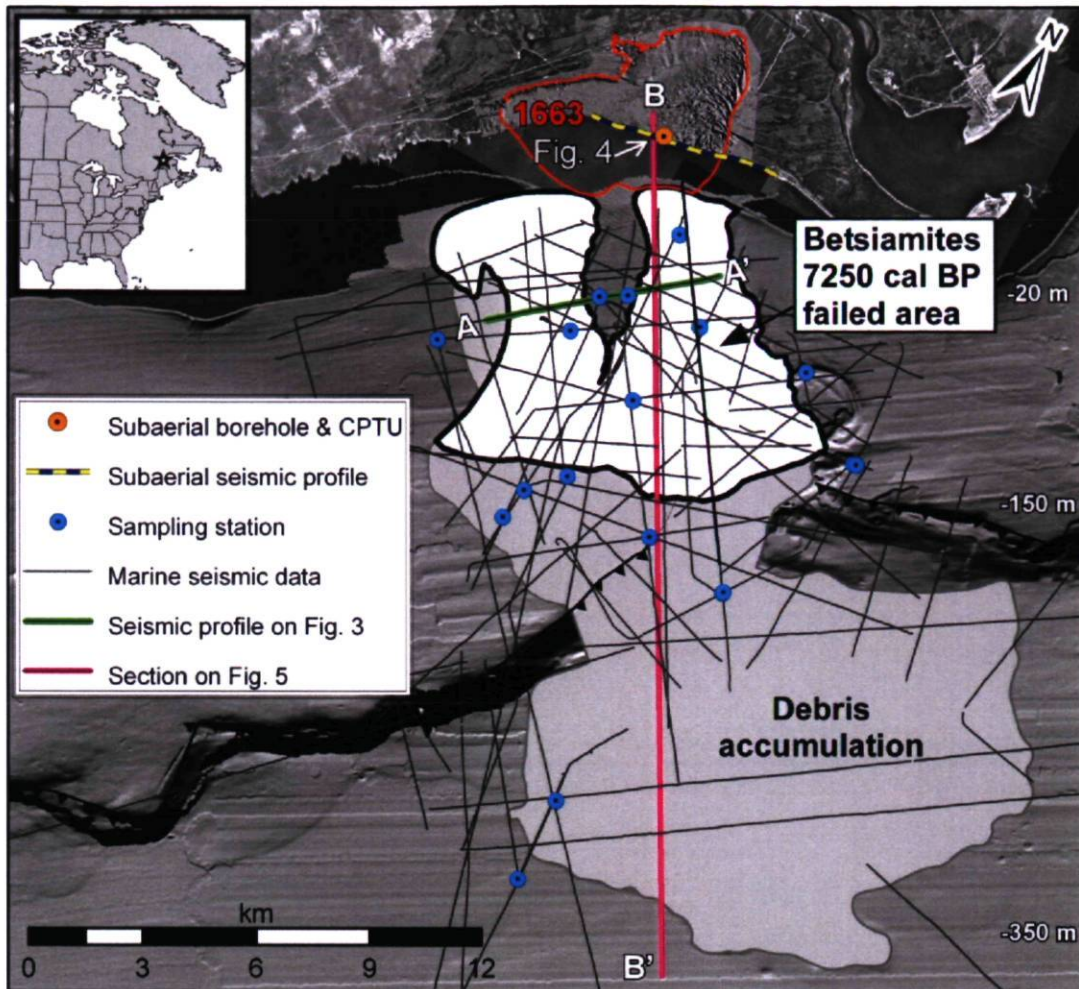 N
B
1663
Fig. 4
Betsiamites
7250 cal BP
failed area
A'
A
-20 m
Subaerial borehole & CPTU
Subaerial seismic profile
Sampling station
Marine seismic data
Seismic profile on Fig. 3
Section on Fig. 5
-150 m
Debris
accumulation
km
0 3 6 9 12
-350 m
B'